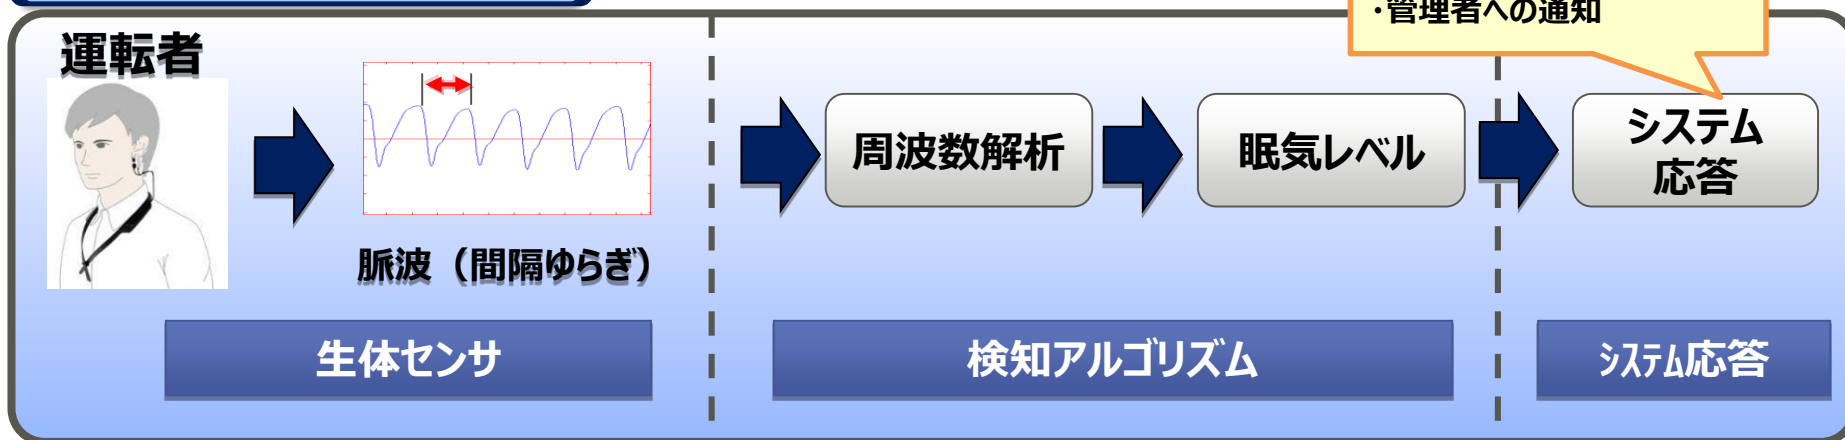 ・管理者への通知
運転者
脈波（間隔ゆらぎ）
周波数解析
眠気レベル
システム
応答
生体センサ
検知アルゴリズム
ｼｽﾃﾑ応答